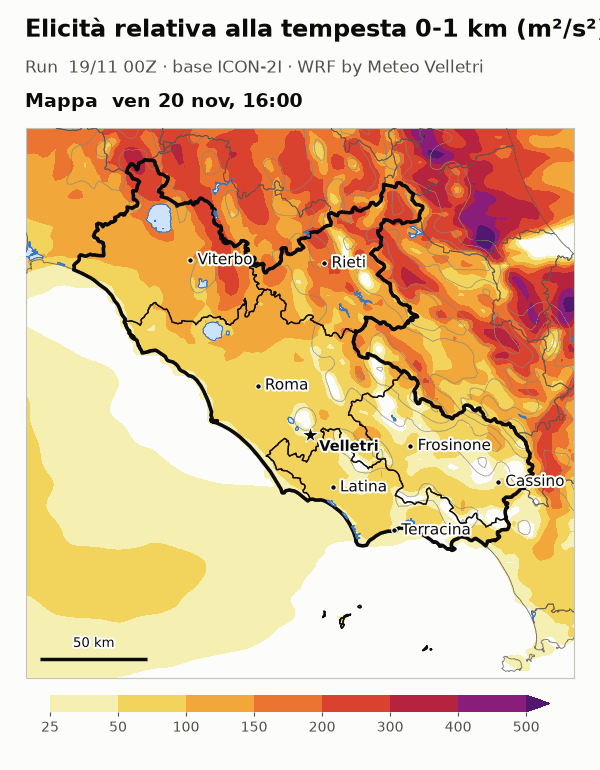 Elicità relativa alla tempesta 0-1 km (m²/s²)
Run 19/11 00Z · base ICON-2I · WRF by Meteo Velletri
Mappa ven 20 nov, 16:00
Viterbo
Rieti
Roma
Velletri
Frosinone
Latina
Cassino
Terracina
50 km
25 50 100 150 200 300 400 500